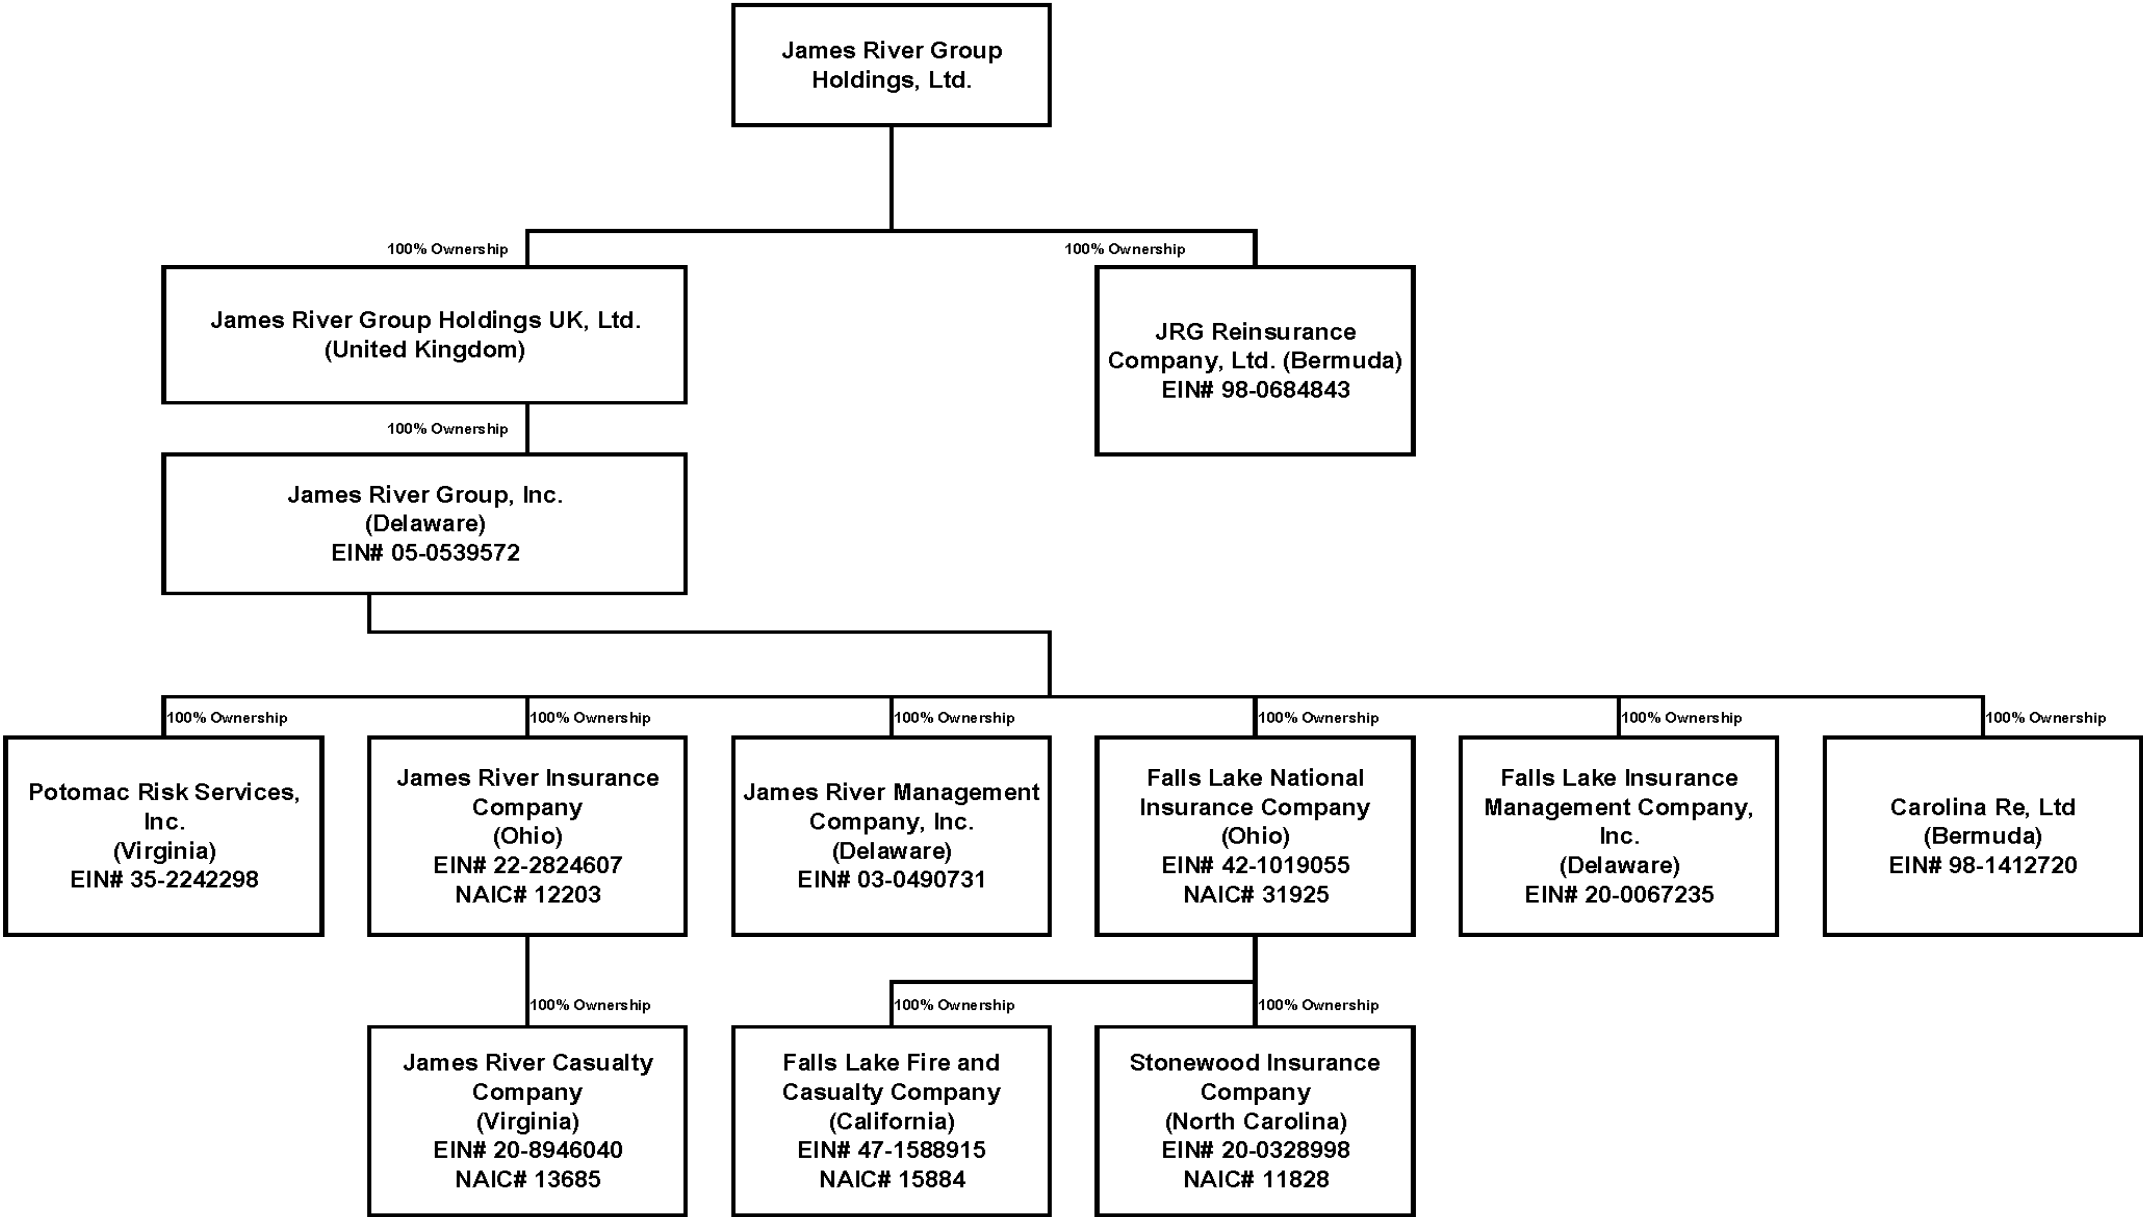 James River Group
Holdings, Ltd.
100% Ownership
100% Ownership
James River Group Holdings UK, Ltd.
(United Kingdom)
JRG Reinsurance
Company, Ltd. (Bermuda)
EIN# 98-0684843
100% Ownership
James River Group, Inc.
(Delaware)
EIN# 05-0539572
100% Ownership
100% Ownership
100% Ownership
100% Ownership
100% Ownership
100% Ownership
Potomac Risk Services,
Inc.
(Virginia)
EIN# 35-2242298
James River Insurance
Company
(Ohio)
EIN# 22-2824607
NAIC# 12203
James River Management
Company, Inc.
(Delaware)
EIN# 03-0490731
Falls Lake National
Insurance Company
(Ohio)
EIN# 42-1019055
NAIC# 31925
Falls Lake Insurance
Management Company,
Inc.
(Delaware)
EIN# 20-0067235
Carolina Re, Ltd
(Bermuda)
EIN# 98-1412720
100% Ownership
100% Ownership
100% Ownership
James River Casualty
Company
(Virginia)
EIN# 20-8946040
NAIC# 13685
Falls Lake Fire and
Casualty Company
(California)
EIN# 47-1588915
NAIC# 15884
Stonewood Insurance
Company
(North Carolina)
EIN# 20-0328998
NAIC# 11828